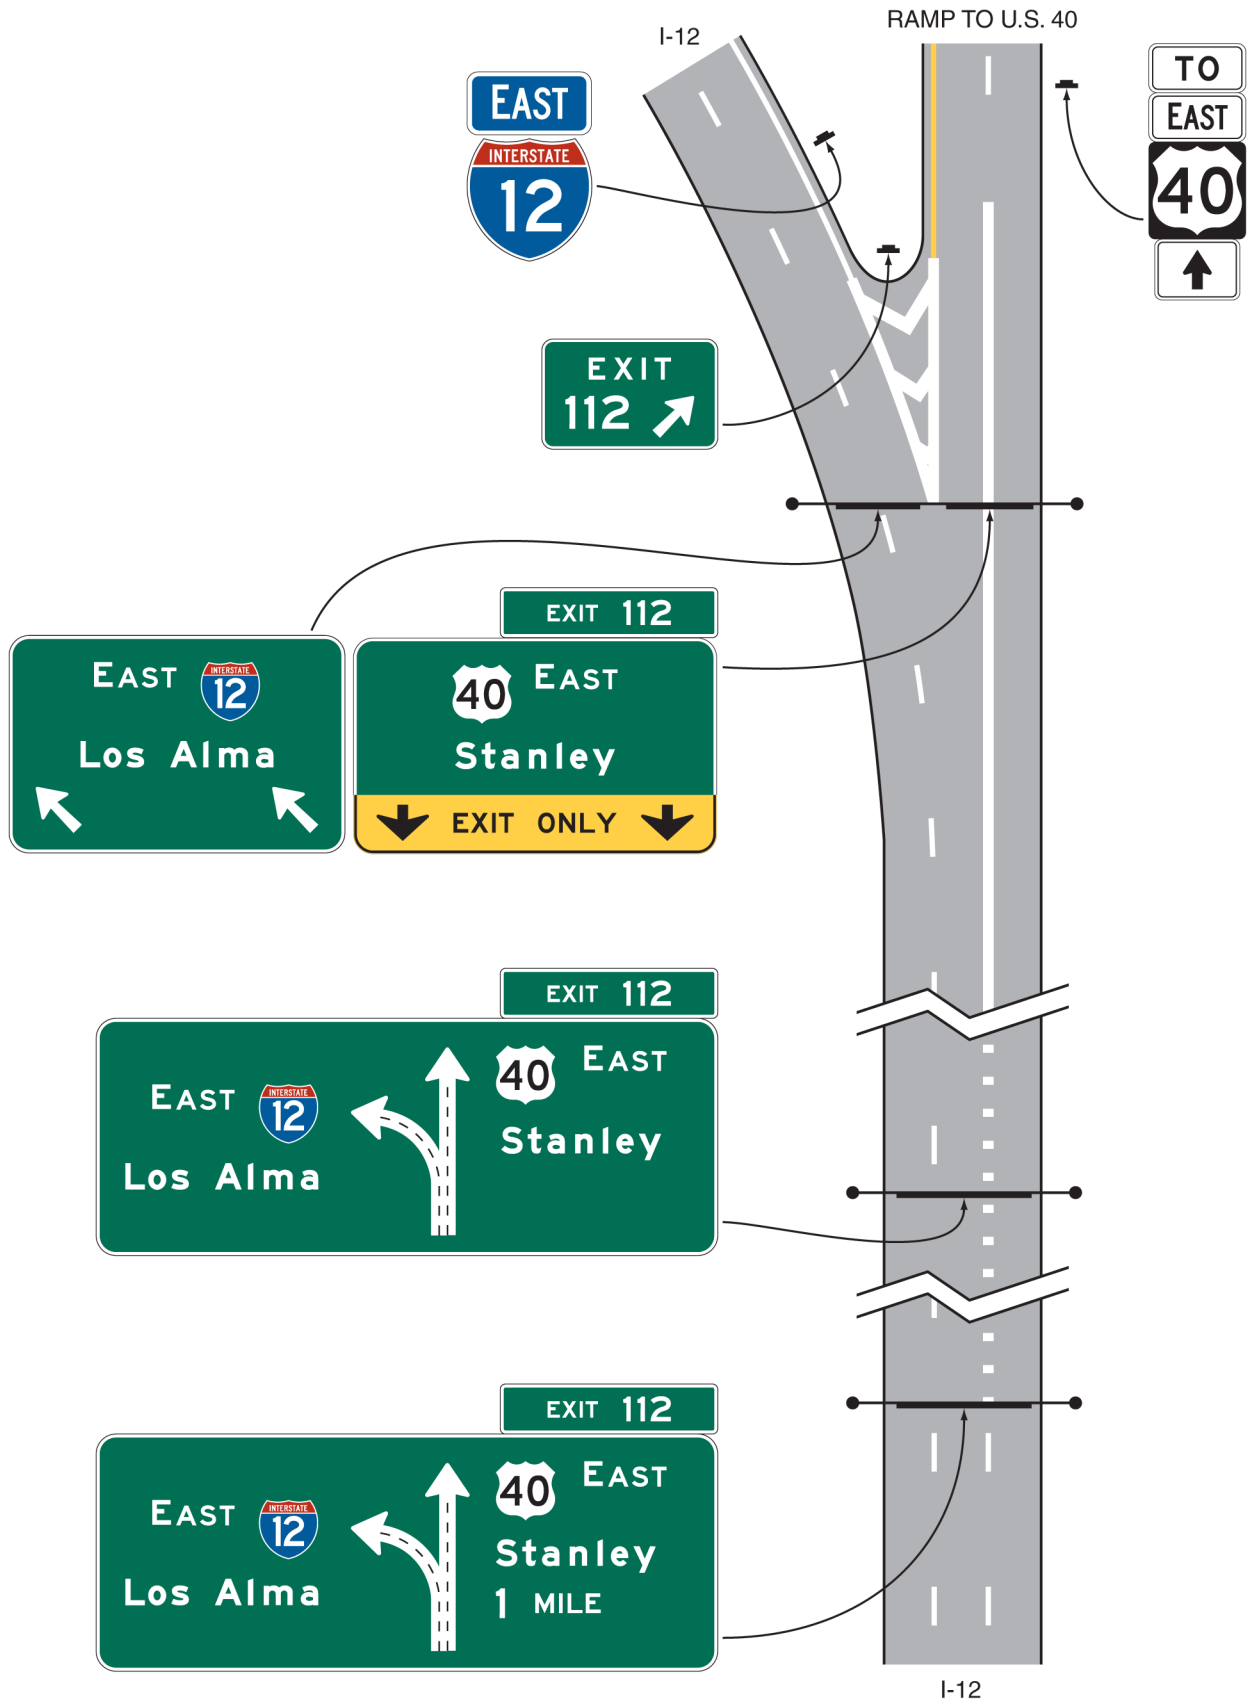 RAMP TO U.S. 40
I-12
TO
EAST
40
EAST
INTERSTATE
12
EXIT
112
EXIT 112
EAST
INTERSTATE
12
Los Alma
40 EAST
Stanley
EXIT ONLY
EXIT 112
EAST
INTERSTATE
12
Los Alma
40 EAST
Stanley
EXIT 112
EAST
INTERSTATE
12
Los Alma
40 EAST
Stanley
1 MILE
I-12